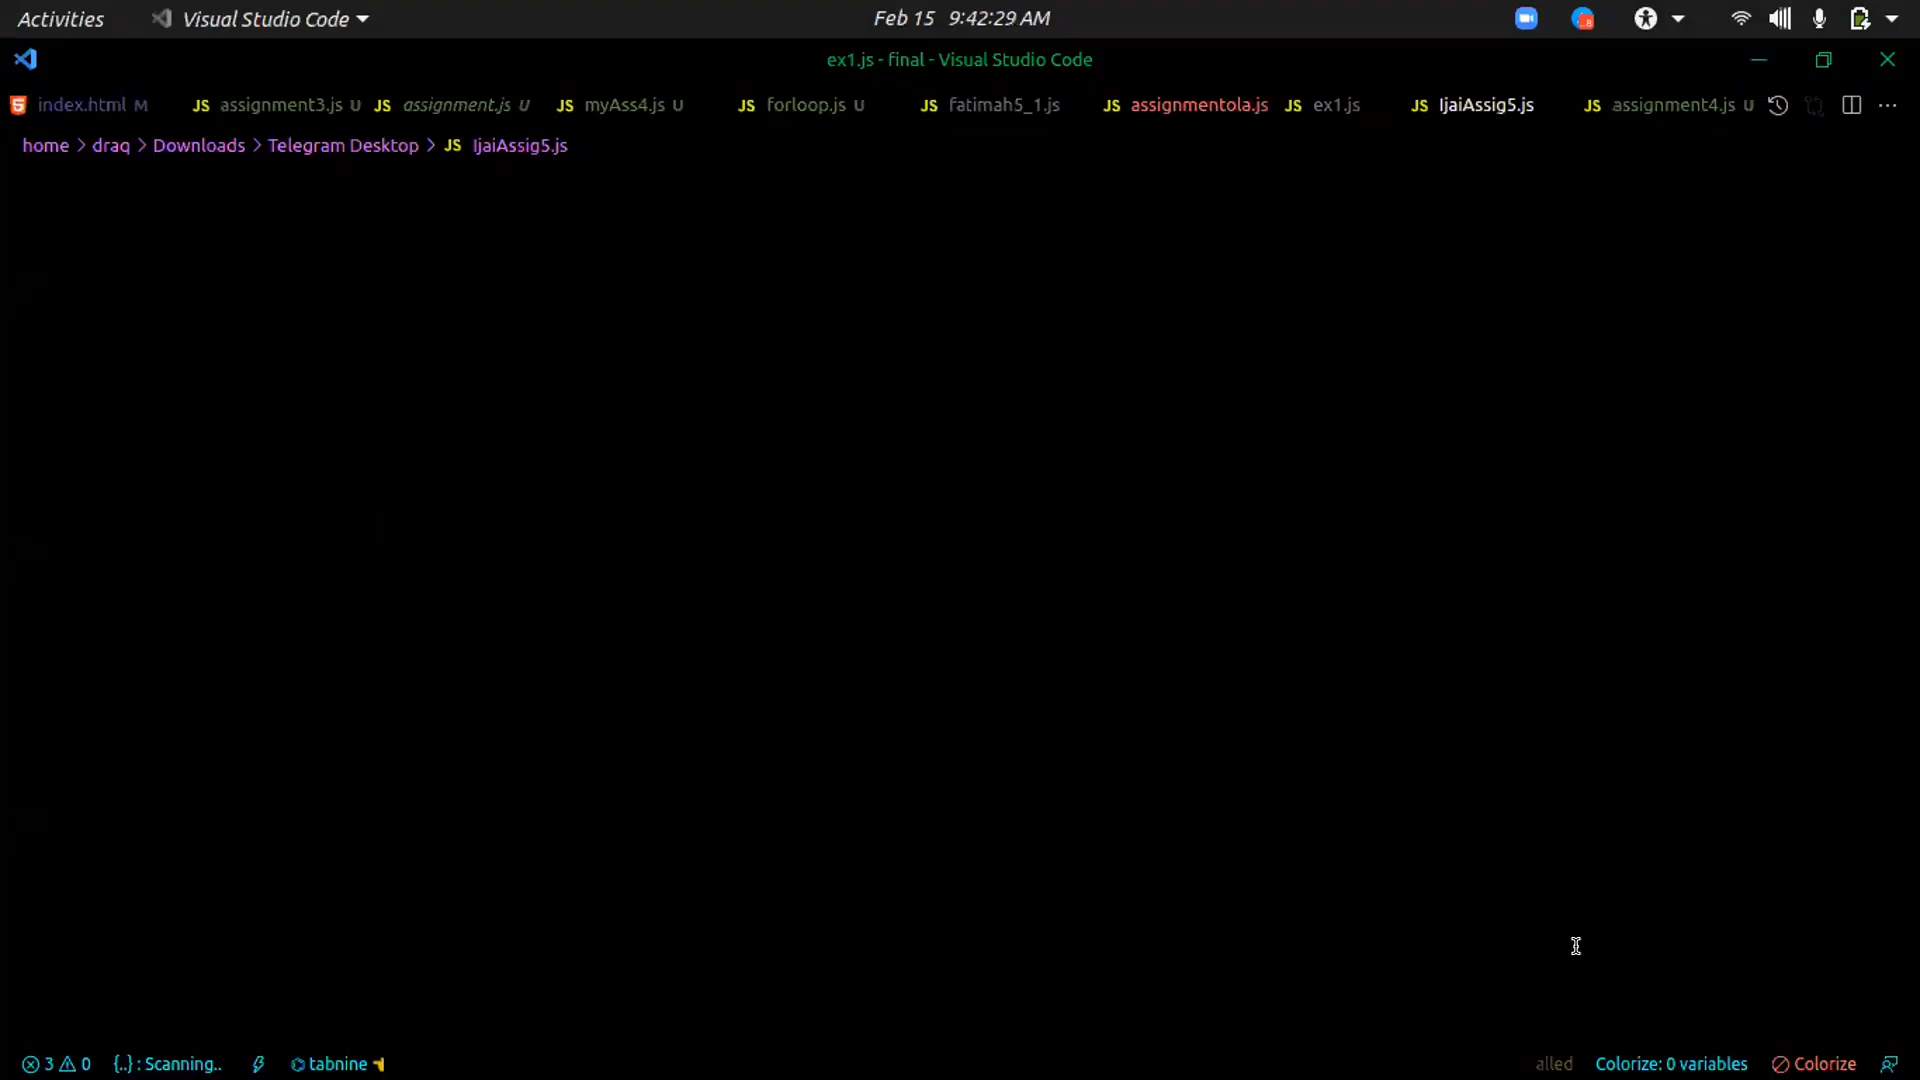 Activities Visual Studio Code Feb 15 9:42:29 AM
ex1.js - final - Visual Studio Code
index.html M JS assignment3.js U JS assignment.js U JS myAss4.js U JS forloop.js U JS fatimah5_1.js JS assignmentola.js JS ex1.js JS IjaiAssig5.js JS assignment4.js U
home > draq > Downloads > Telegram Desktop > JS IjaiAssig5.js
3 0 {..} : Scanning.. tabnine alled Colorize: 0 variables Colorize